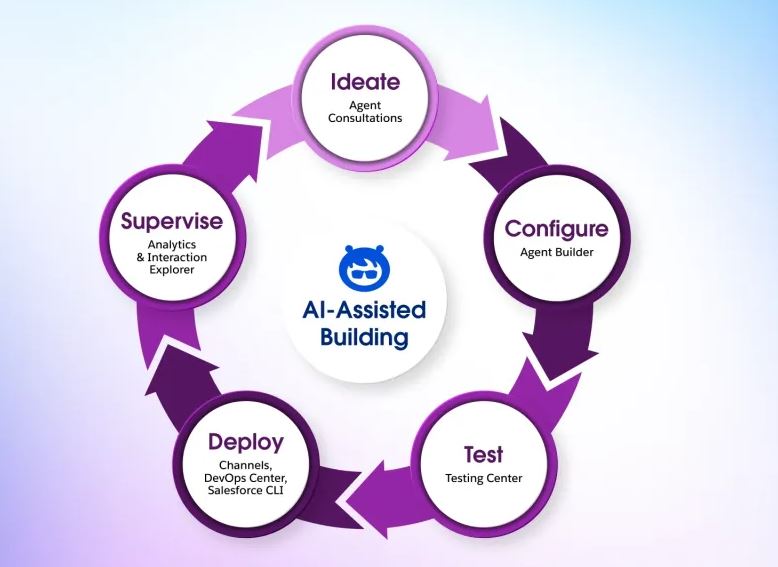 Ideate
Agent
Consultations
Configure
Agent Builder
Test
Testing Center
Deploy
Channels,
DevOps Center,
Salesforce CLI
Supervise
Analytics
& Interaction
Explorer
AI-Assisted
Building